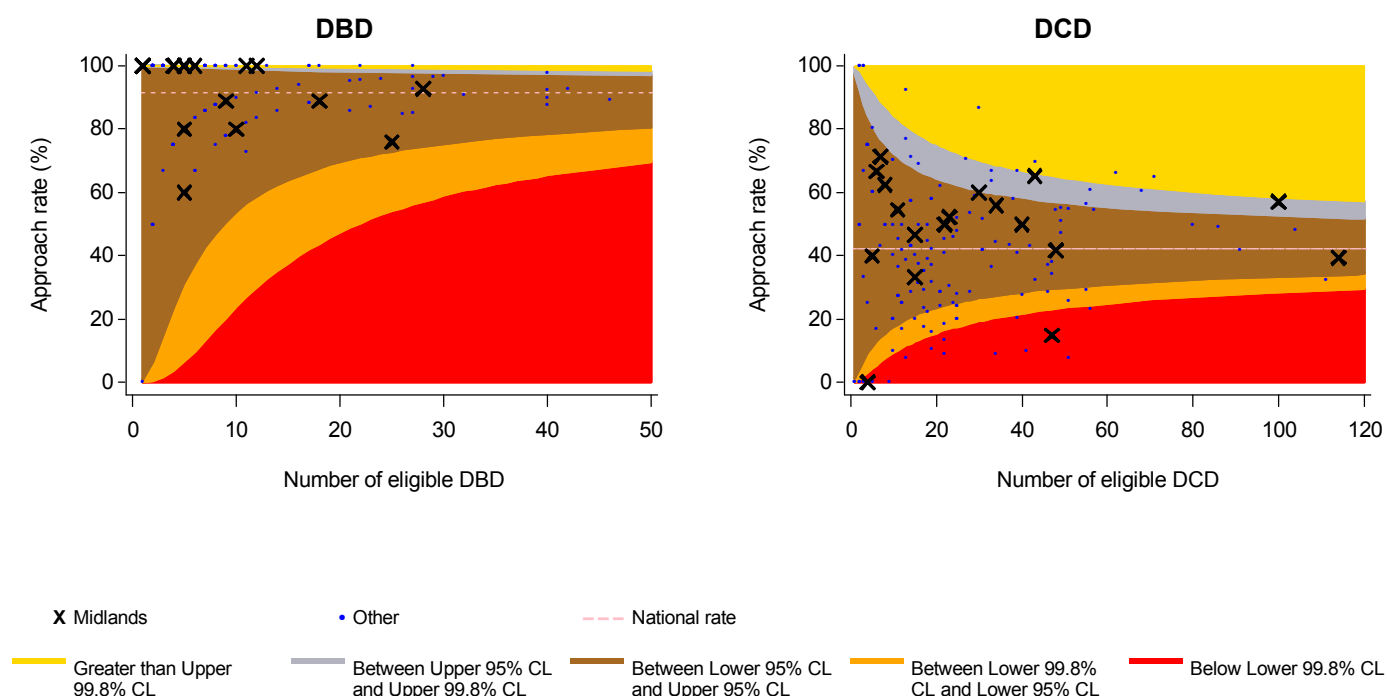 DBD
DCD
Approach rate (%)
100
80
60
40
20
0
0 10 20 30 40 50
Number of eligible DBD
Approach rate (%)
100
80
60
40
20
0
0 20 40 60 80 100 120
Number of eligible DCD
X Midlands
Other
National rate
Greater than Upper
99.8% CL
Between Upper 95% CL
and Upper 99.8% CL
Between Lower 95% CL
and Upper 95% CL
Between Lower 99.8%
CL and Lower 95% CL
Below Lower 99.8% CL